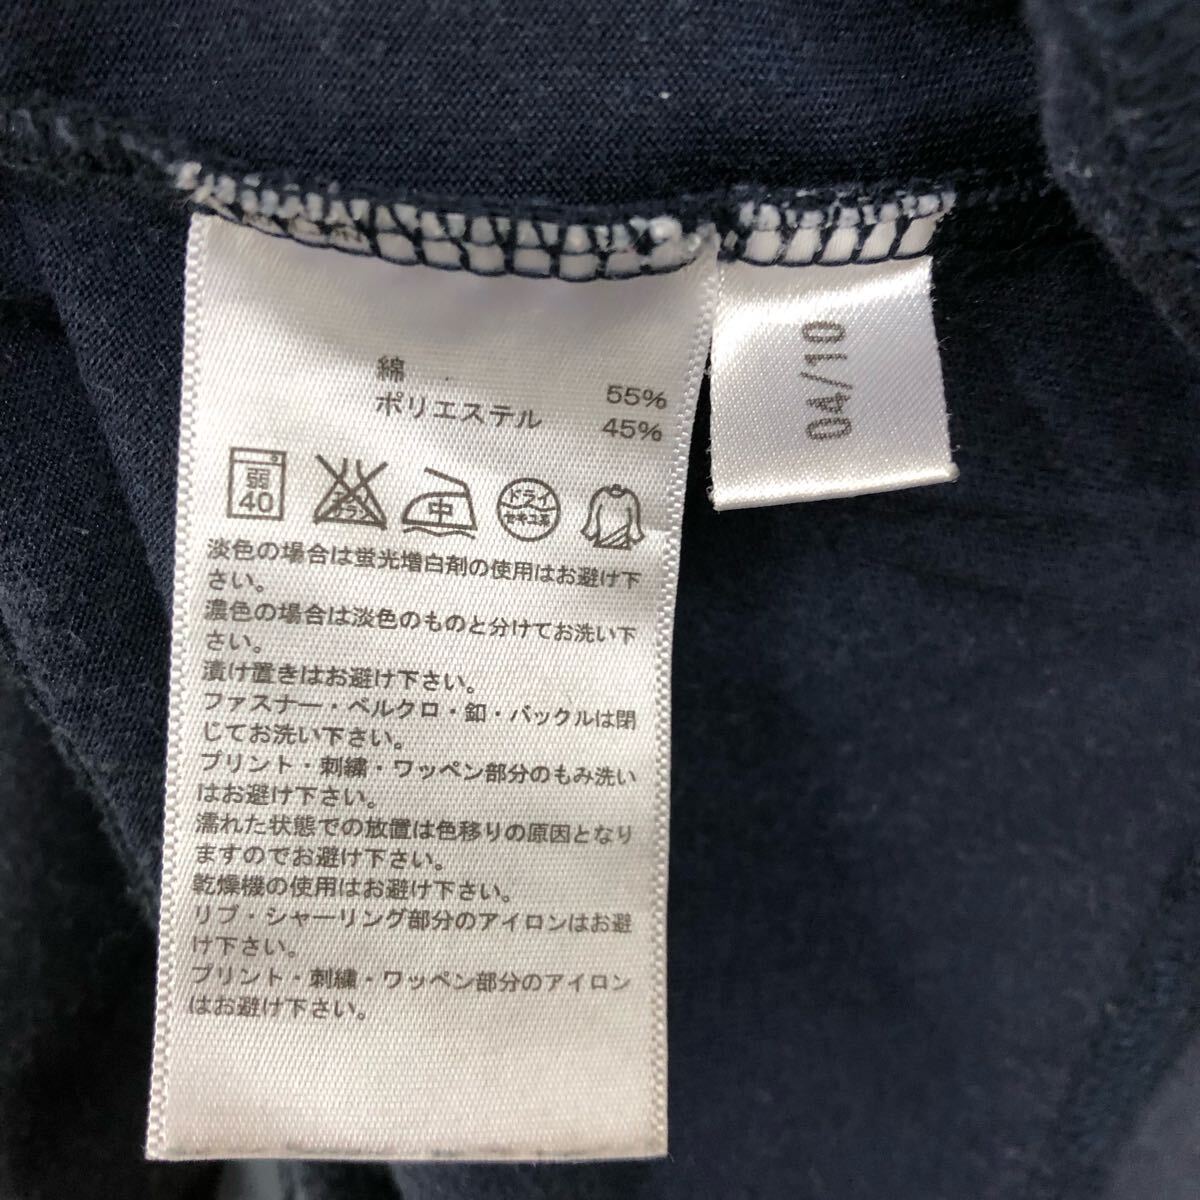 綿 55%
ポリエステル 45%
弱
40
中
ドライ
セキユ系
淡色の場合は蛍光増白剤の使用はお避け下
さい。
濃色の場合は淡色のものと分けてお洗い下
さい。
漬け置きはお避け下さい。
ファスナー・ベルクロ・釦・バックルは閉
じてお洗い下さい。
プリント・刺繍・ワッペン部分のもみ洗い
はお避け下さい。
濡れた状態での放置は色移りの原因となり
ますのでお避け下さい。
乾燥機の使用はお避け下さい。
リブ・シャーリング部分のアイロンはお避
け下さい。
プリント・刺繍・ワッペン部分のアイロン
はお避け下さい。
04/10